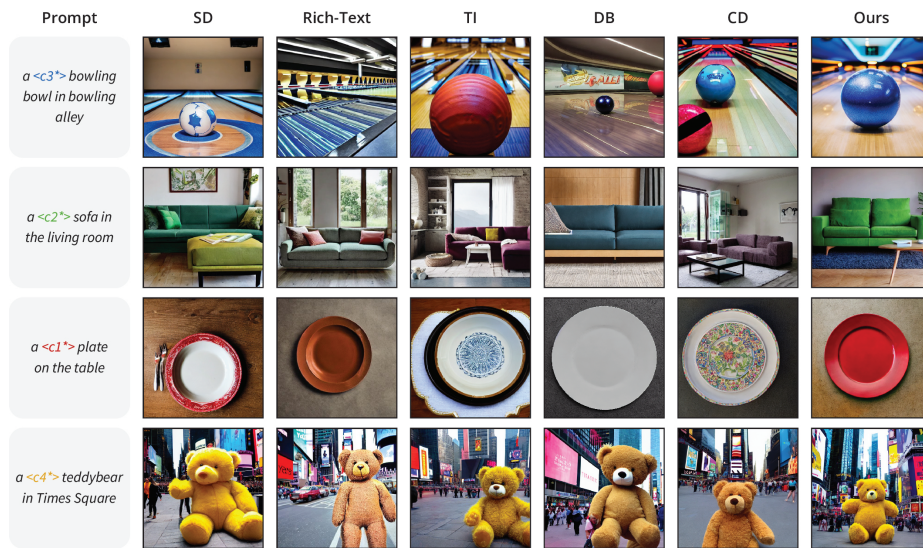 Prompt SD Rich-Text TI DB CD Ours
a <c3*> bowling
bowl in bowling
alley
a <c2*> sofa in
the living room
a <c1*> plate
on the table
a <c4*> teddybear
in Times Square